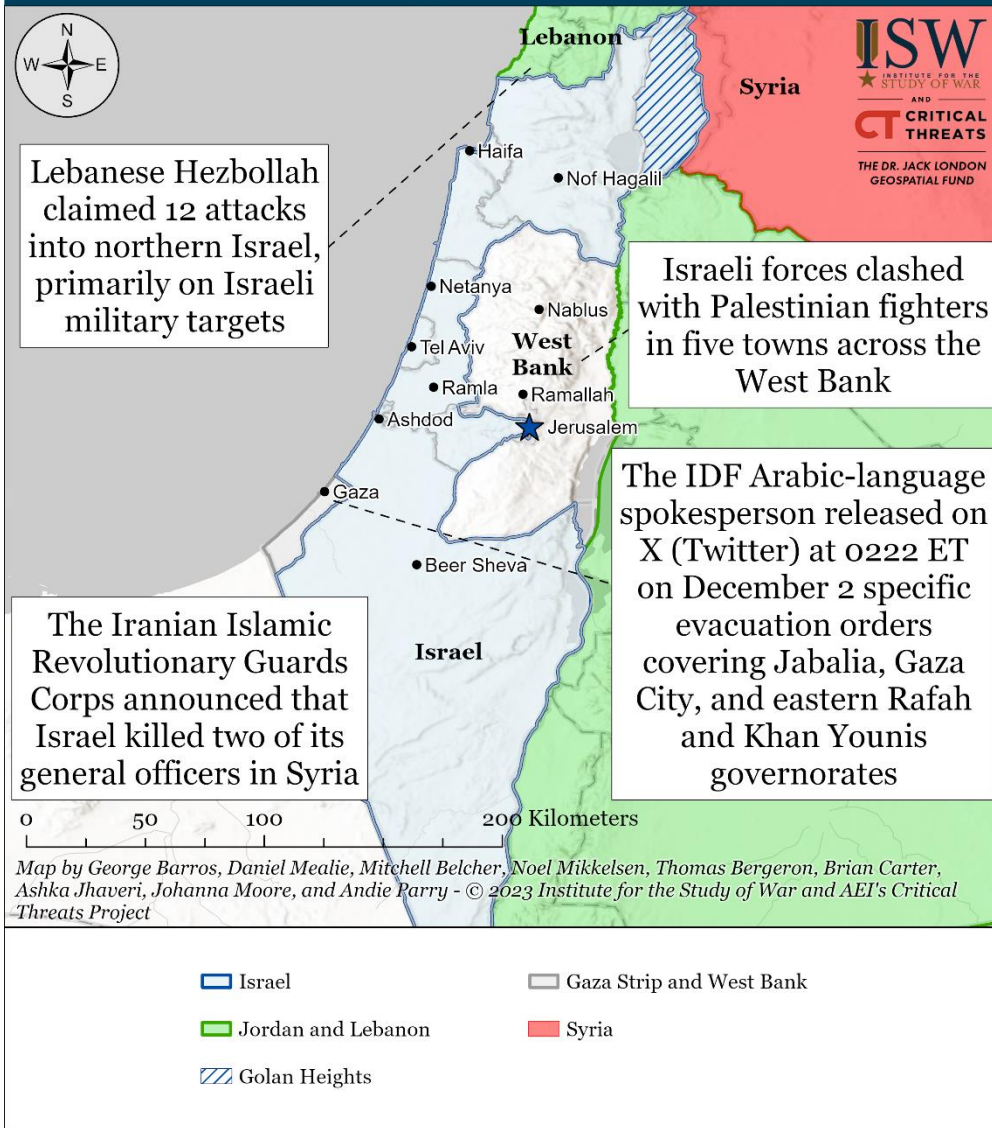 N
W E
S
Lebanon
Syria
ISW
INSTITUTE FOR THE
STUDY OF WAR
AND
CT CRITICAL
THREATS
THE DR. JACK LONDON
GEOSPATIAL FUND
Lebanese Hezbollah
claimed 12 attacks
into northern Israel,
primarily on Israeli
military targets
Haifa
Nof Hagalil
Netanya
Nablus
West
Bank
Tel Aviv
Ramla
Ramallah
Ashdod
Jerusalem
Gaza
Beer Sheva
Israel
Israeli forces clashed
with Palestinian fighters
in five towns across the
West Bank
The IDF Arabic-language
spokesperson released on
X (Twitter) at 0222 ET
on December 2 specific
evacuation orders
covering Jabalia, Gaza
City, and eastern Rafah
and Khan Younis
governorates
The Iranian Islamic
Revolutionary Guards
Corps announced that
Israel killed two of its
general officers in Syria
0 50 100 200 Kilometers
Map by George Barros, Daniel Mealie, Mitchell Belcher, Noel Mikkelsen, Thomas Bergeron, Brian Carter,
Ashka Jhaveri, Johanna Moore, and Andie Parry - © 2023 Institute for the Study of War and AEI's Critical
Threats Project
Israel
Gaza Strip and West Bank
Jordan and Lebanon
Syria
Golan Heights